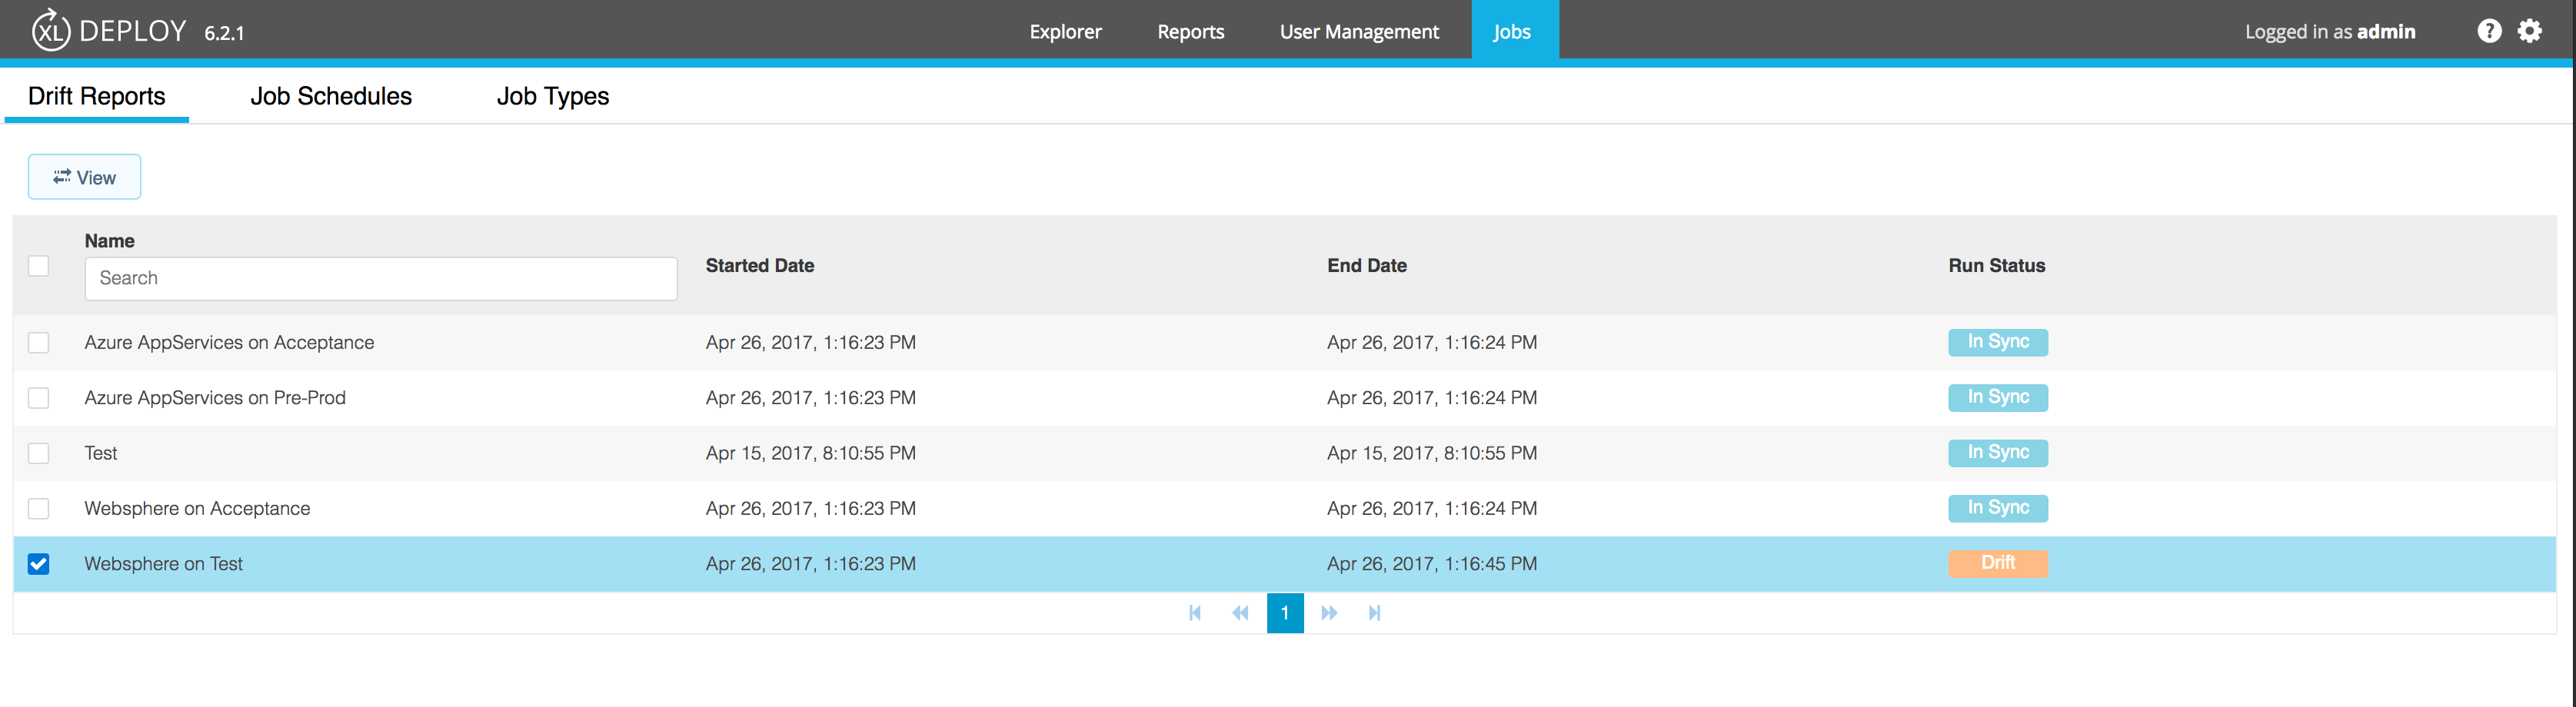 XL DEPLOY 6.2.1 Explorer Reports User Management Jobs Logged in as admin ?
Drift Reports Job Schedules Job Types
View
Name
Search
Started Date End Date Run Status
Azure AppServices on Acceptance Apr 26, 2017, 1:16:23 PM Apr 26, 2017, 1:16:24 PM In Sync
Azure AppServices on Pre-Prod Apr 26, 2017, 1:16:23 PM Apr 26, 2017, 1:16:24 PM In Sync
Test Apr 15, 2017, 8:10:55 PM Apr 15, 2017, 8:10:55 PM In Sync
Websphere on Acceptance Apr 26, 2017, 1:16:23 PM Apr 26, 2017, 1:16:24 PM In Sync
Websphere on Test Apr 26, 2017, 1:16:23 PM Apr 26, 2017, 1:16:45 PM Drift
1